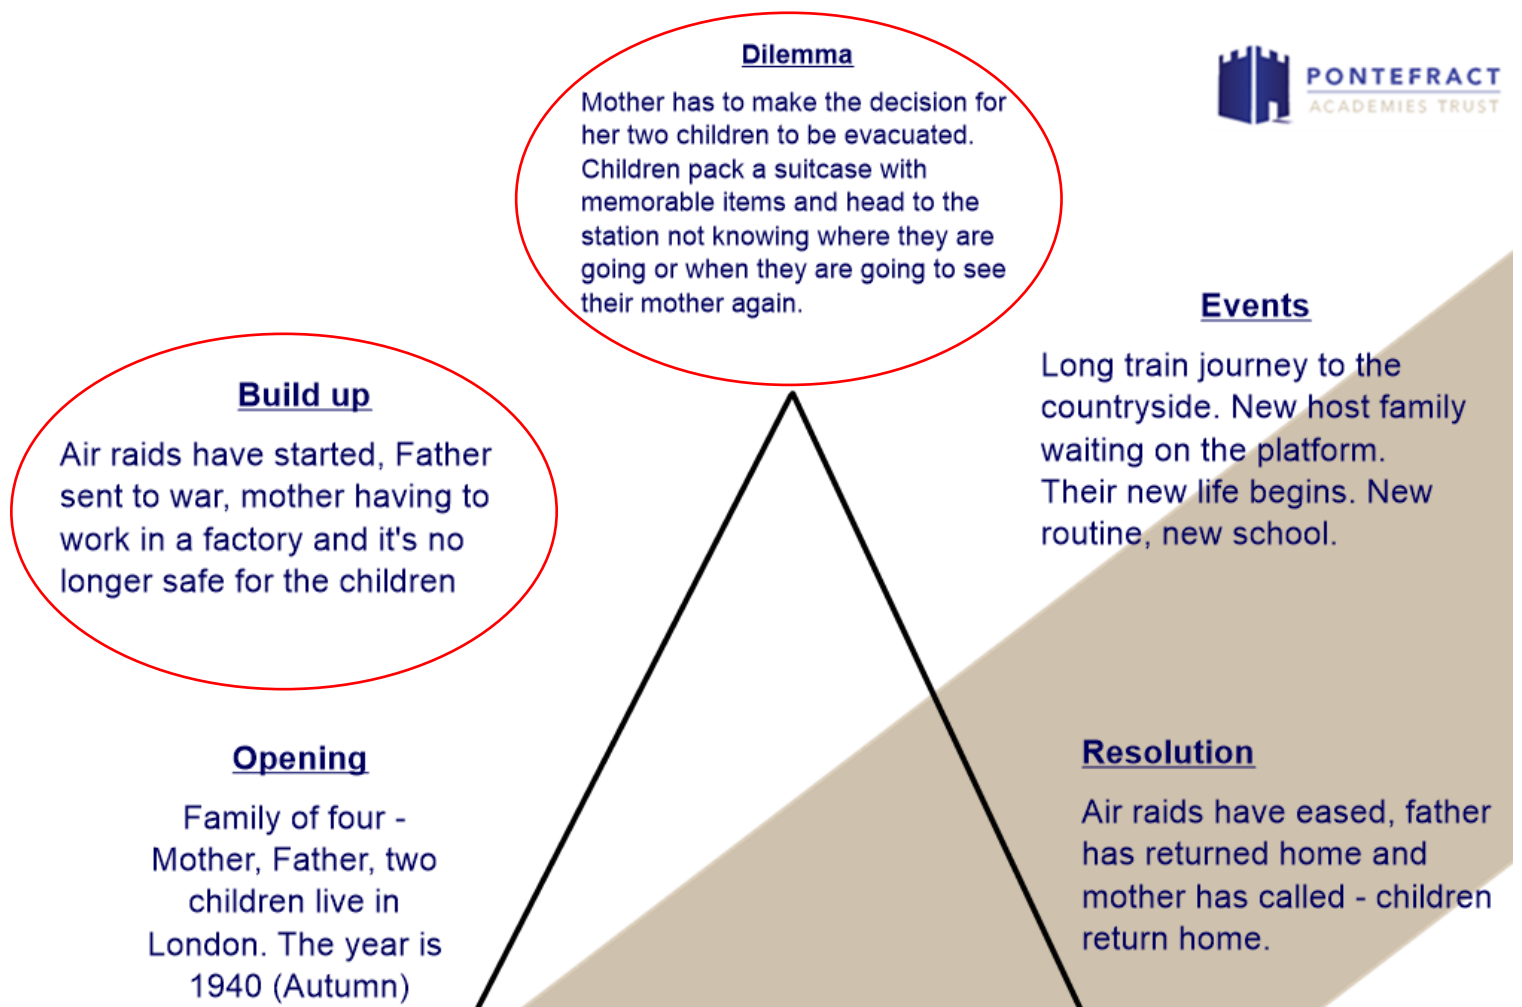 Dilemma
Mother has to make the decision for
her two children to be evacuated.
Children pack a suitcase with
memorable items and head to the
station not knowing where they are
going or when they are going to see
their mother again.
PONTEFRACT
ACADEMIES TRUST
Build up
Air raids have started, Father
sent to war, mother having to
work in a factory and it's no
longer safe for the children
Events
Long train journey to the
countryside. New host family
waiting on the platform.
Their new life begins. New
routine, new school.
Opening
Family of four -
Mother, Father, two
children live in
London. The year is
1940 (Autumn)
Resolution
Air raids have eased, father
has returned home and
mother has called - children
return home.